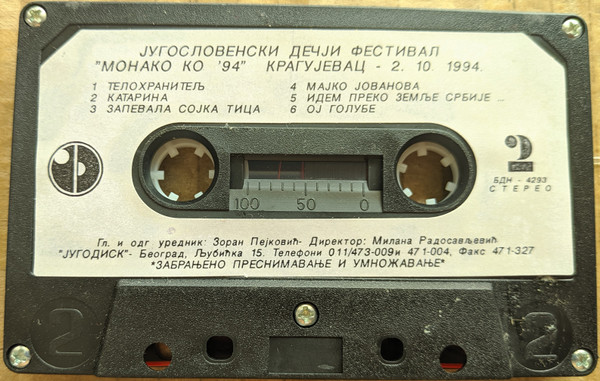 ЈУГОСЛОВЕНСКИ ДЕЧЈИ ФЕСТИВАЛ
"МОНАКО КО '94" КРАГУЈЕВАЦ - 2. 10. 1994.
1 ТЕЛОХРАНИТЕЉ
2 КАТАРИНА
3 ЗАПЕВАЛА СОЈКА ТИЦА
4 МАЈКО ЈОВАНОВА
5 ИДЕМ ПРЕКО ЗЕМЉЕ СРБИЈЕ ...
6 ОЈ ГОЛУБЕ
2
БДН - 4293
СТЕРЕО
100 50 0
Гл. и одг уредник: Зоран Пејковић- Директор: Милана Радосављевић
"ЈУГОДИСК"- Београд, Љубићка 15. Телефони 011/473-009и 471-004, Факс 471-327
*ЗАБРАЊЕНО ПРЕСНИМАВАЊЕ И УМНОЖАВАЊЕ*
2 2